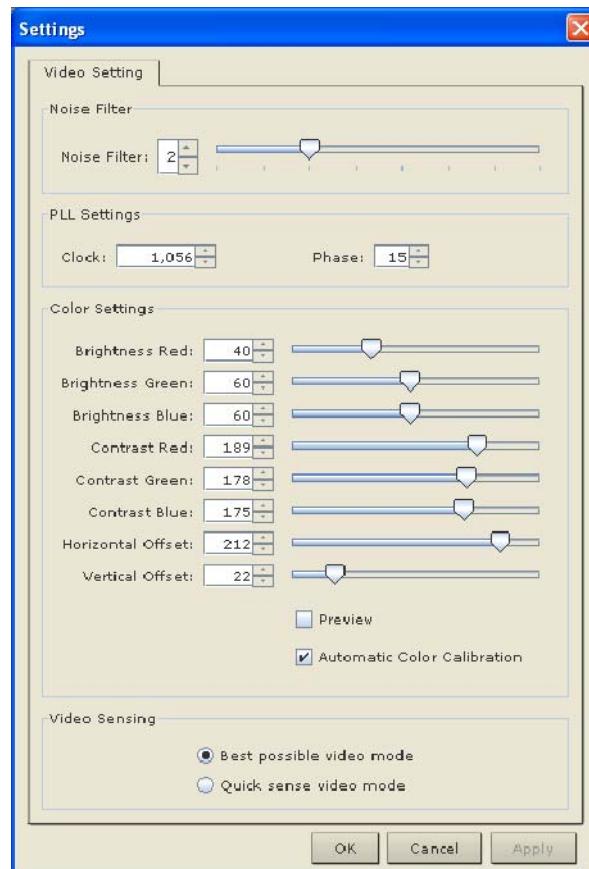 Settings
Video Setting
Noise Filter
Noise Filter: 2
PLL Settings
Clock: 1,056 Phase: 15
Color Settings
Brightness Red: 40
Brightness Green: 60
Brightness Blue: 60
Contrast Red: 189
Contrast Green: 178
Contrast Blue: 175
Horizontal Offset: 212
Vertical Offset: 22
Preview
Automatic Color Calibration
Video Sensing
Best possible video mode
Quick sense video mode
OK Cancel Apply